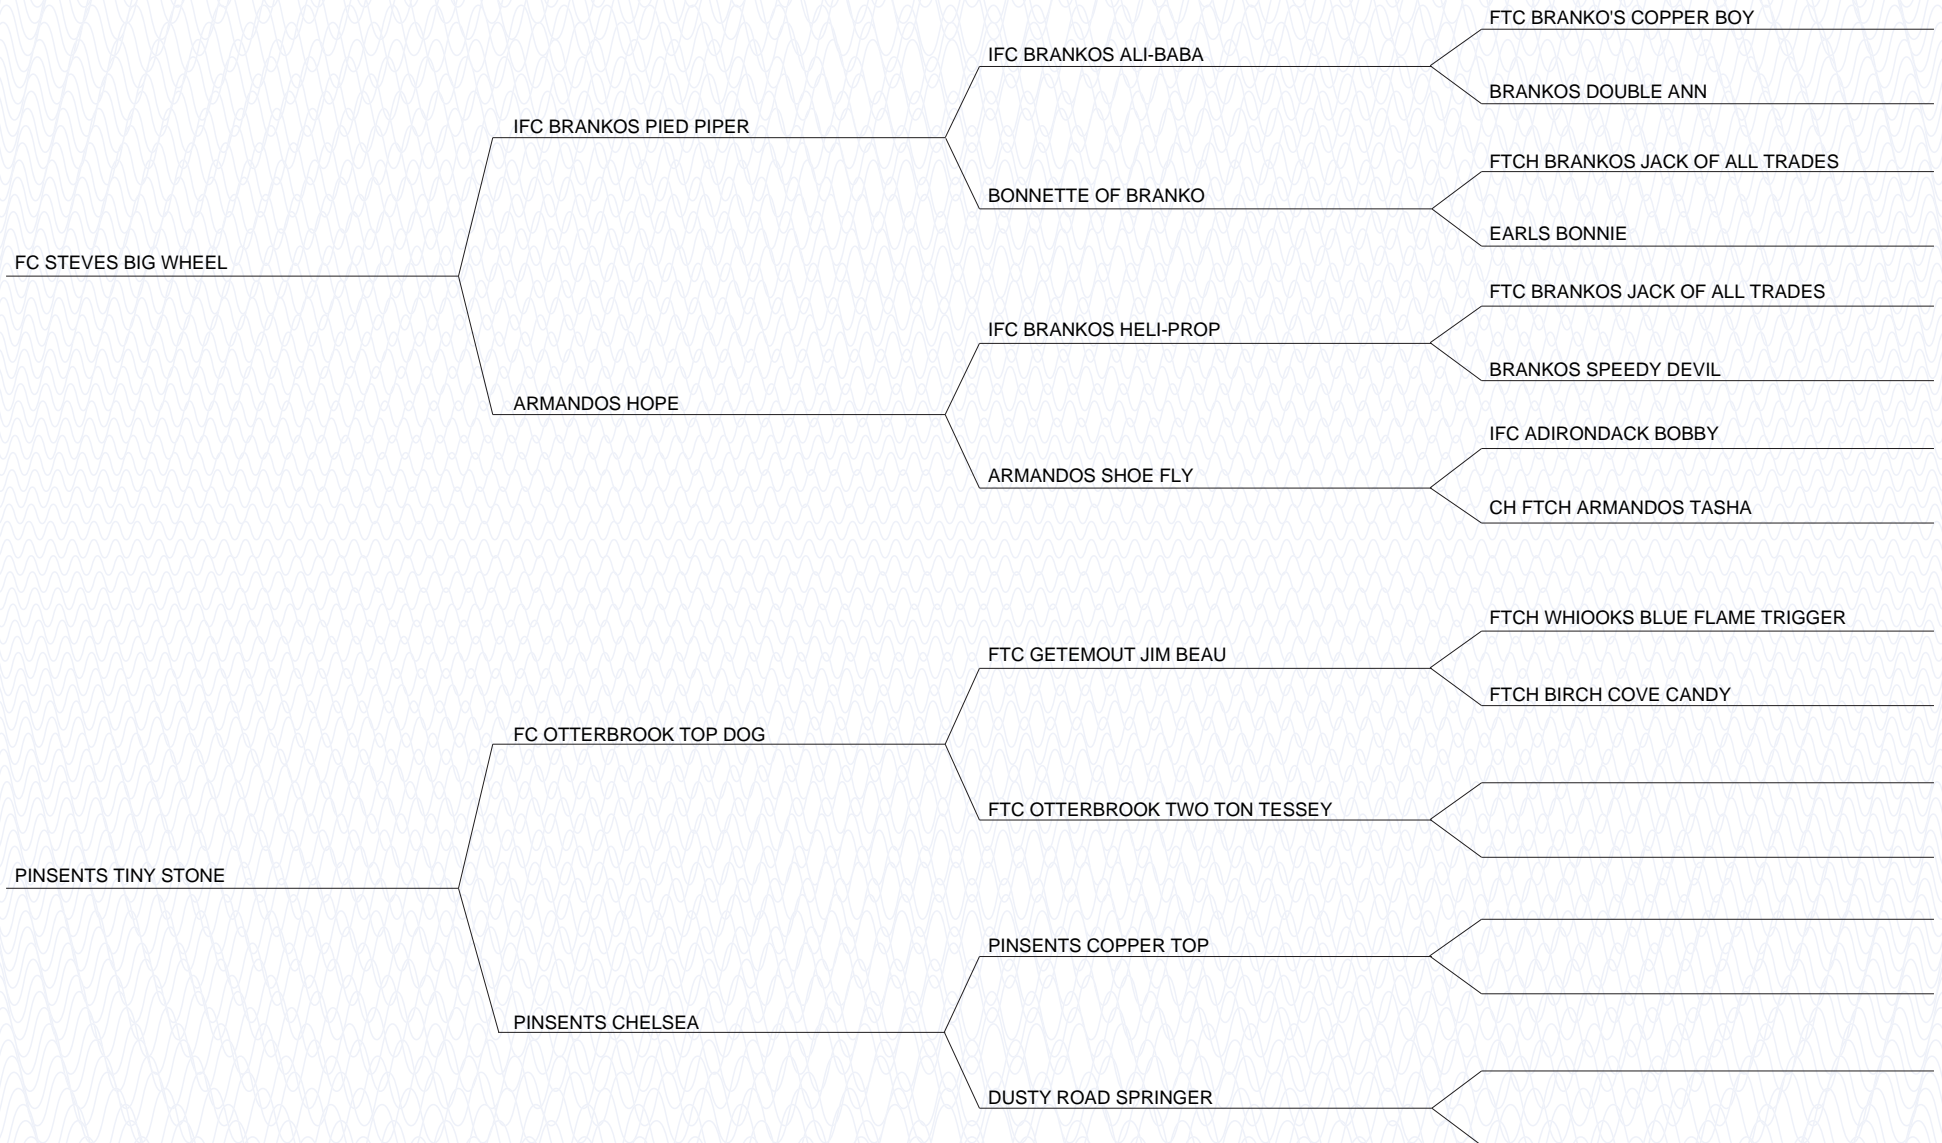 FTC BRANKO'S COPPER BOY
IFC BRANKOS ALI-BABA
BRANKOS DOUBLE ANN
IFC BRANKOS PIED PIPER
FTCH BRANKOS JACK OF ALL TRADES
BONNETTE OF BRANKO
EARLS BONNIE
FC STEVES BIG WHEEL
FTC BRANKOS JACK OF ALL TRADES
IFC BRANKOS HELI-PROP
BRANKOS SPEEDY DEVIL
ARMANDOS HOPE
IFC ADIRONDACK BOBBY
ARMANDOS SHOE FLY
CH FTCH ARMANDOS TASHA
FTCH WHIOOKS BLUE FLAME TRIGGER
FTC GETEMOUT JIM BEAU
FTCH BIRCH COVE CANDY
FC OTTERBROOK TOP DOG
FTC OTTERBROOK TWO TON TESSEY
PINSENTS TINY STONE
PINSENTS COPPER TOP
PINSENTS CHELSEA
DUSTY ROAD SPRINGER